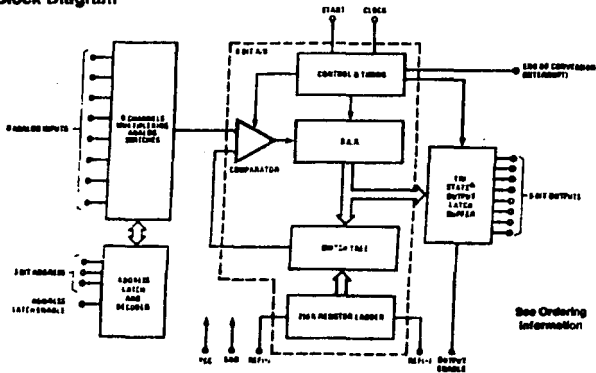 Block Diagram
START CLOCK
8 BIT A/D
CONTROL & TIMING
END OF CONVERSION
(INTERRUPT)
8 ANALOG INPUTS
8 CHANNELS
MULTIPLEXING
ANALOG
SWITCHES
COMPARATOR
S.A.R.
TRI
STATE®
OUTPUT
LATCH
BUFFER
8-BIT OUTPUTS
SWITCH TREE
3-BIT ADDRESS
ADDRESS
LATCH ENABLE
ADDRESS
LATCH
AND
DECODER
256R RESISTOR LADDER
VCC GND REF(+) REF(-) OUTPUT
ENABLE
See Ordering
Information